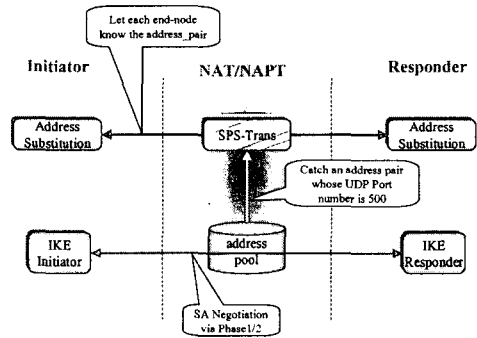 Let each end-node
know the address_pair
Initiator
NAT/NAPT
Responder
Address
Substitution
SPS-Trans
Address
Substitution
Catch an address pair
whose UDP Port
number is 500
IKE
Initiator
address
pool
IKE
Responder
SA Negotiation
via Phase1/2